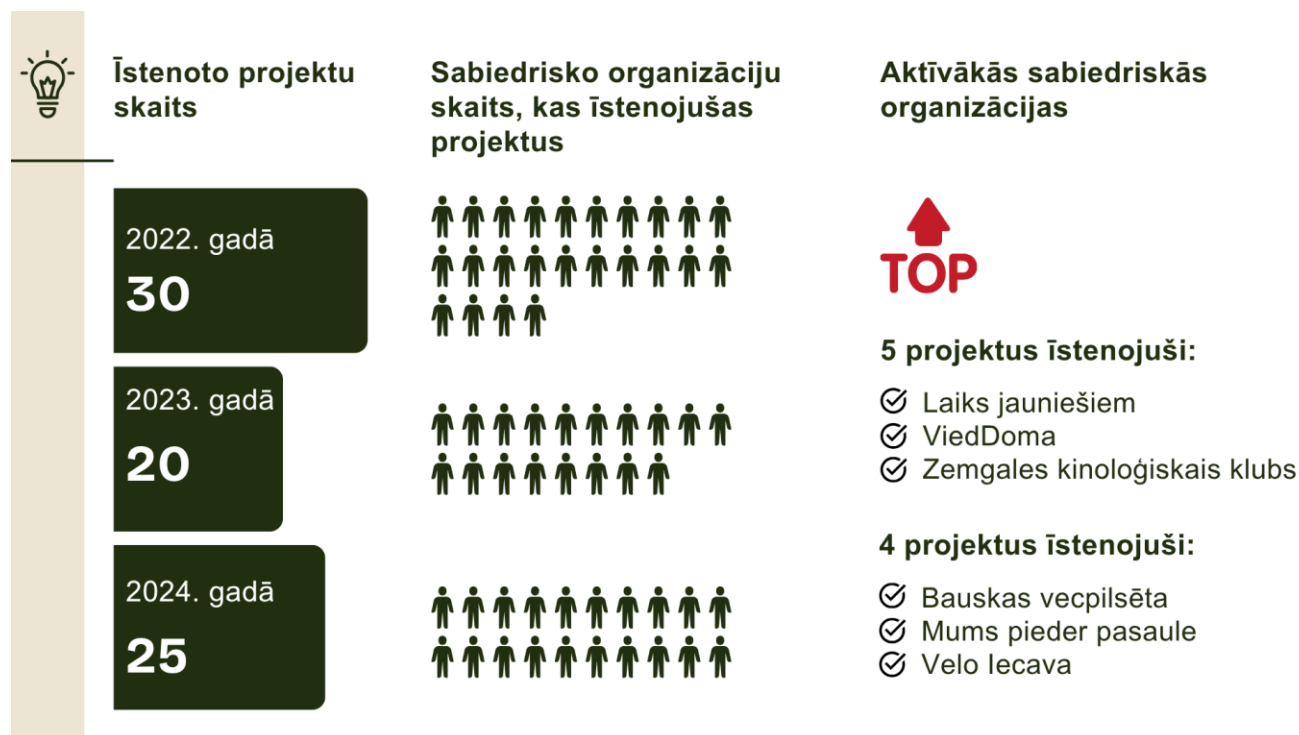 Īstenoto projektu
skaits
Sabiedrisko organizāciju
skaits, kas īstenojušas
projektus
Aktīvākās sabiedriskās
organizācijas
2022. gadā
30
2023. gadā
20
2024. gadā
25
TOP
5 projektus īstenojuši:
Laiks jauniešiem
ViedDoma
Zemgales kinoloģiskais klubs
4 projektus īstenojuši:
Bauskas vecpilsēta
Mums pieder pasaule
Velo Iecava